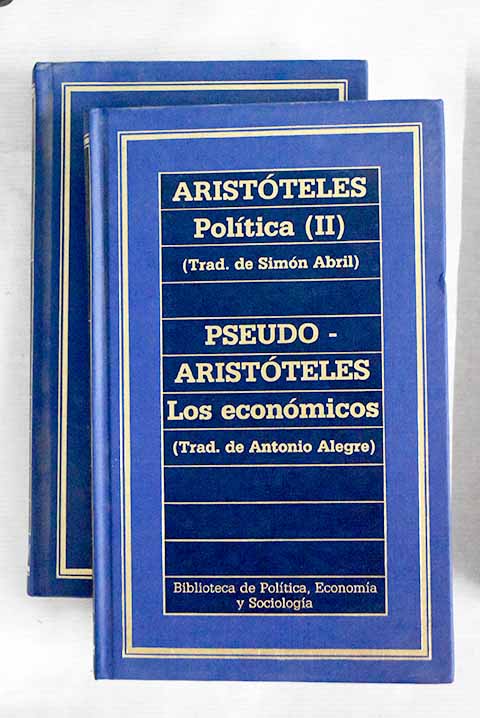 ARISTÓTELES
Política (II)
(Trad. de Simón Abril)
PSEUDO -
ARISTÓTELES
Los económicos
(Trad. de Antonio Alegre)
Biblioteca de Política, Economía
y Sociología